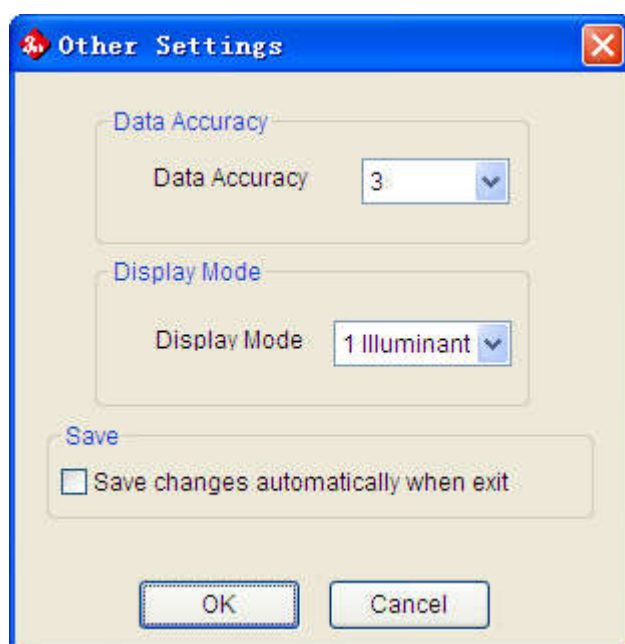 Other Settings
Data Accuracy
Data Accuracy 3
Display Mode
Display Mode 1 Illuminant
Save
Save changes automatically when exit
OK Cancel